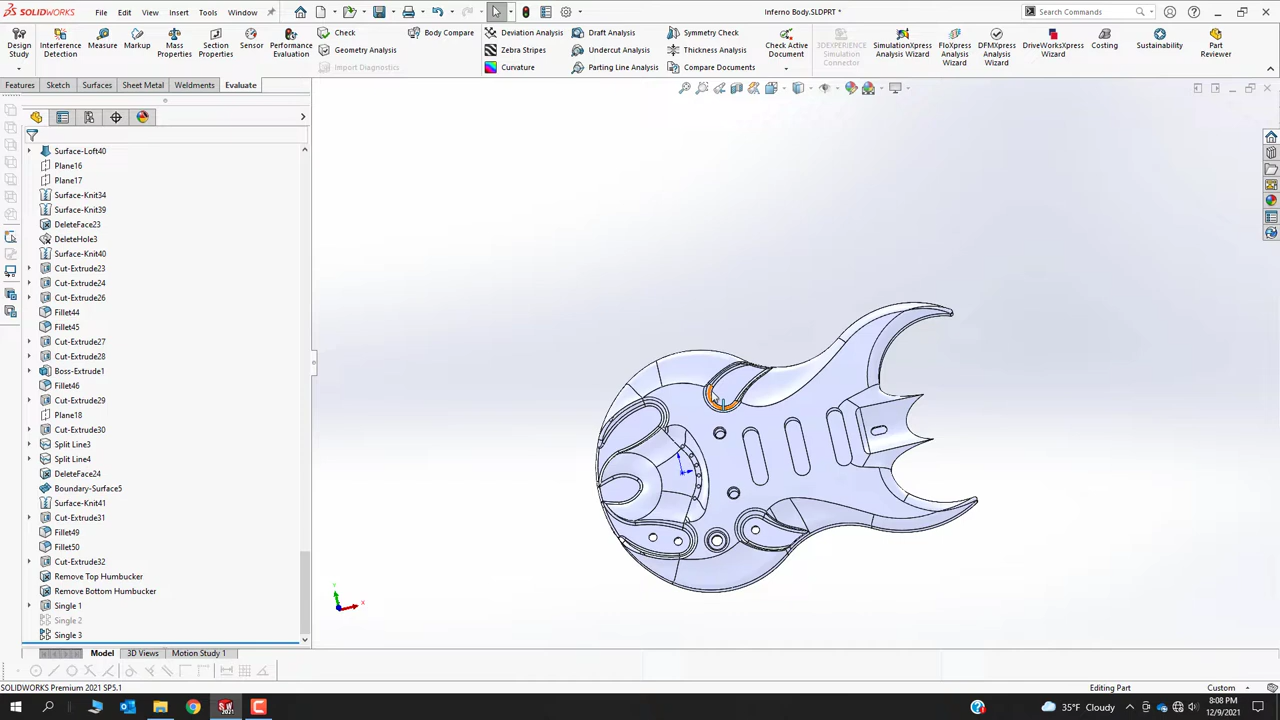 SOLIDWORKS File Edit View Insert Tools Window Inferno Body.SLDPRT * Search Commands
Design Study Interference Detection Measure Markup Mass Properties Section Properties Sensor Performance Evaluation Check Geometry Analysis Import Diagnostics Body Compare Deviation Analysis Zebra Stripes Curvature Draft Analysis Undercut Analysis Parting Line Analysis Symmetry Check Thickness Analysis Compare Documents Check Active Document 3DEXPERIENCE Simulation Connector SimulationXpress Analysis Wizard FloXpress Analysis Wizard DFMXpress Analysis Wizard DriveWorksXpress Costing Sustainability Part Reviewer
Features Sketch Surfaces Sheet Metal Weldments Evaluate
Surface-Loft40
Plane16
Plane17
Surface-Knit34
Surface-Knit39
DeleteFace23
DeleteHole3
Surface-Knit40
Cut-Extrude23
Cut-Extrude24
Cut-Extrude26
Fillet44
Fillet45
Cut-Extrude27
Cut-Extrude28
Boss-Extrude1
Fillet46
Cut-Extrude29
Plane18
Cut-Extrude30
Split Line3
Split Line4
DeleteFace24
Boundary-Surface5
Surface-Knit41
Cut-Extrude31
Fillet49
Fillet50
Cut-Extrude32
Remove Top Humbucker
Remove Bottom Humbucker
Single 1
Single 2
Single 3
Y
X
Model 3D Views Motion Study 1
SOLIDWORKS Premium 2021 SP5.1 Editing Part Custom
35°F Cloudy 8:08 PM
12/9/2021